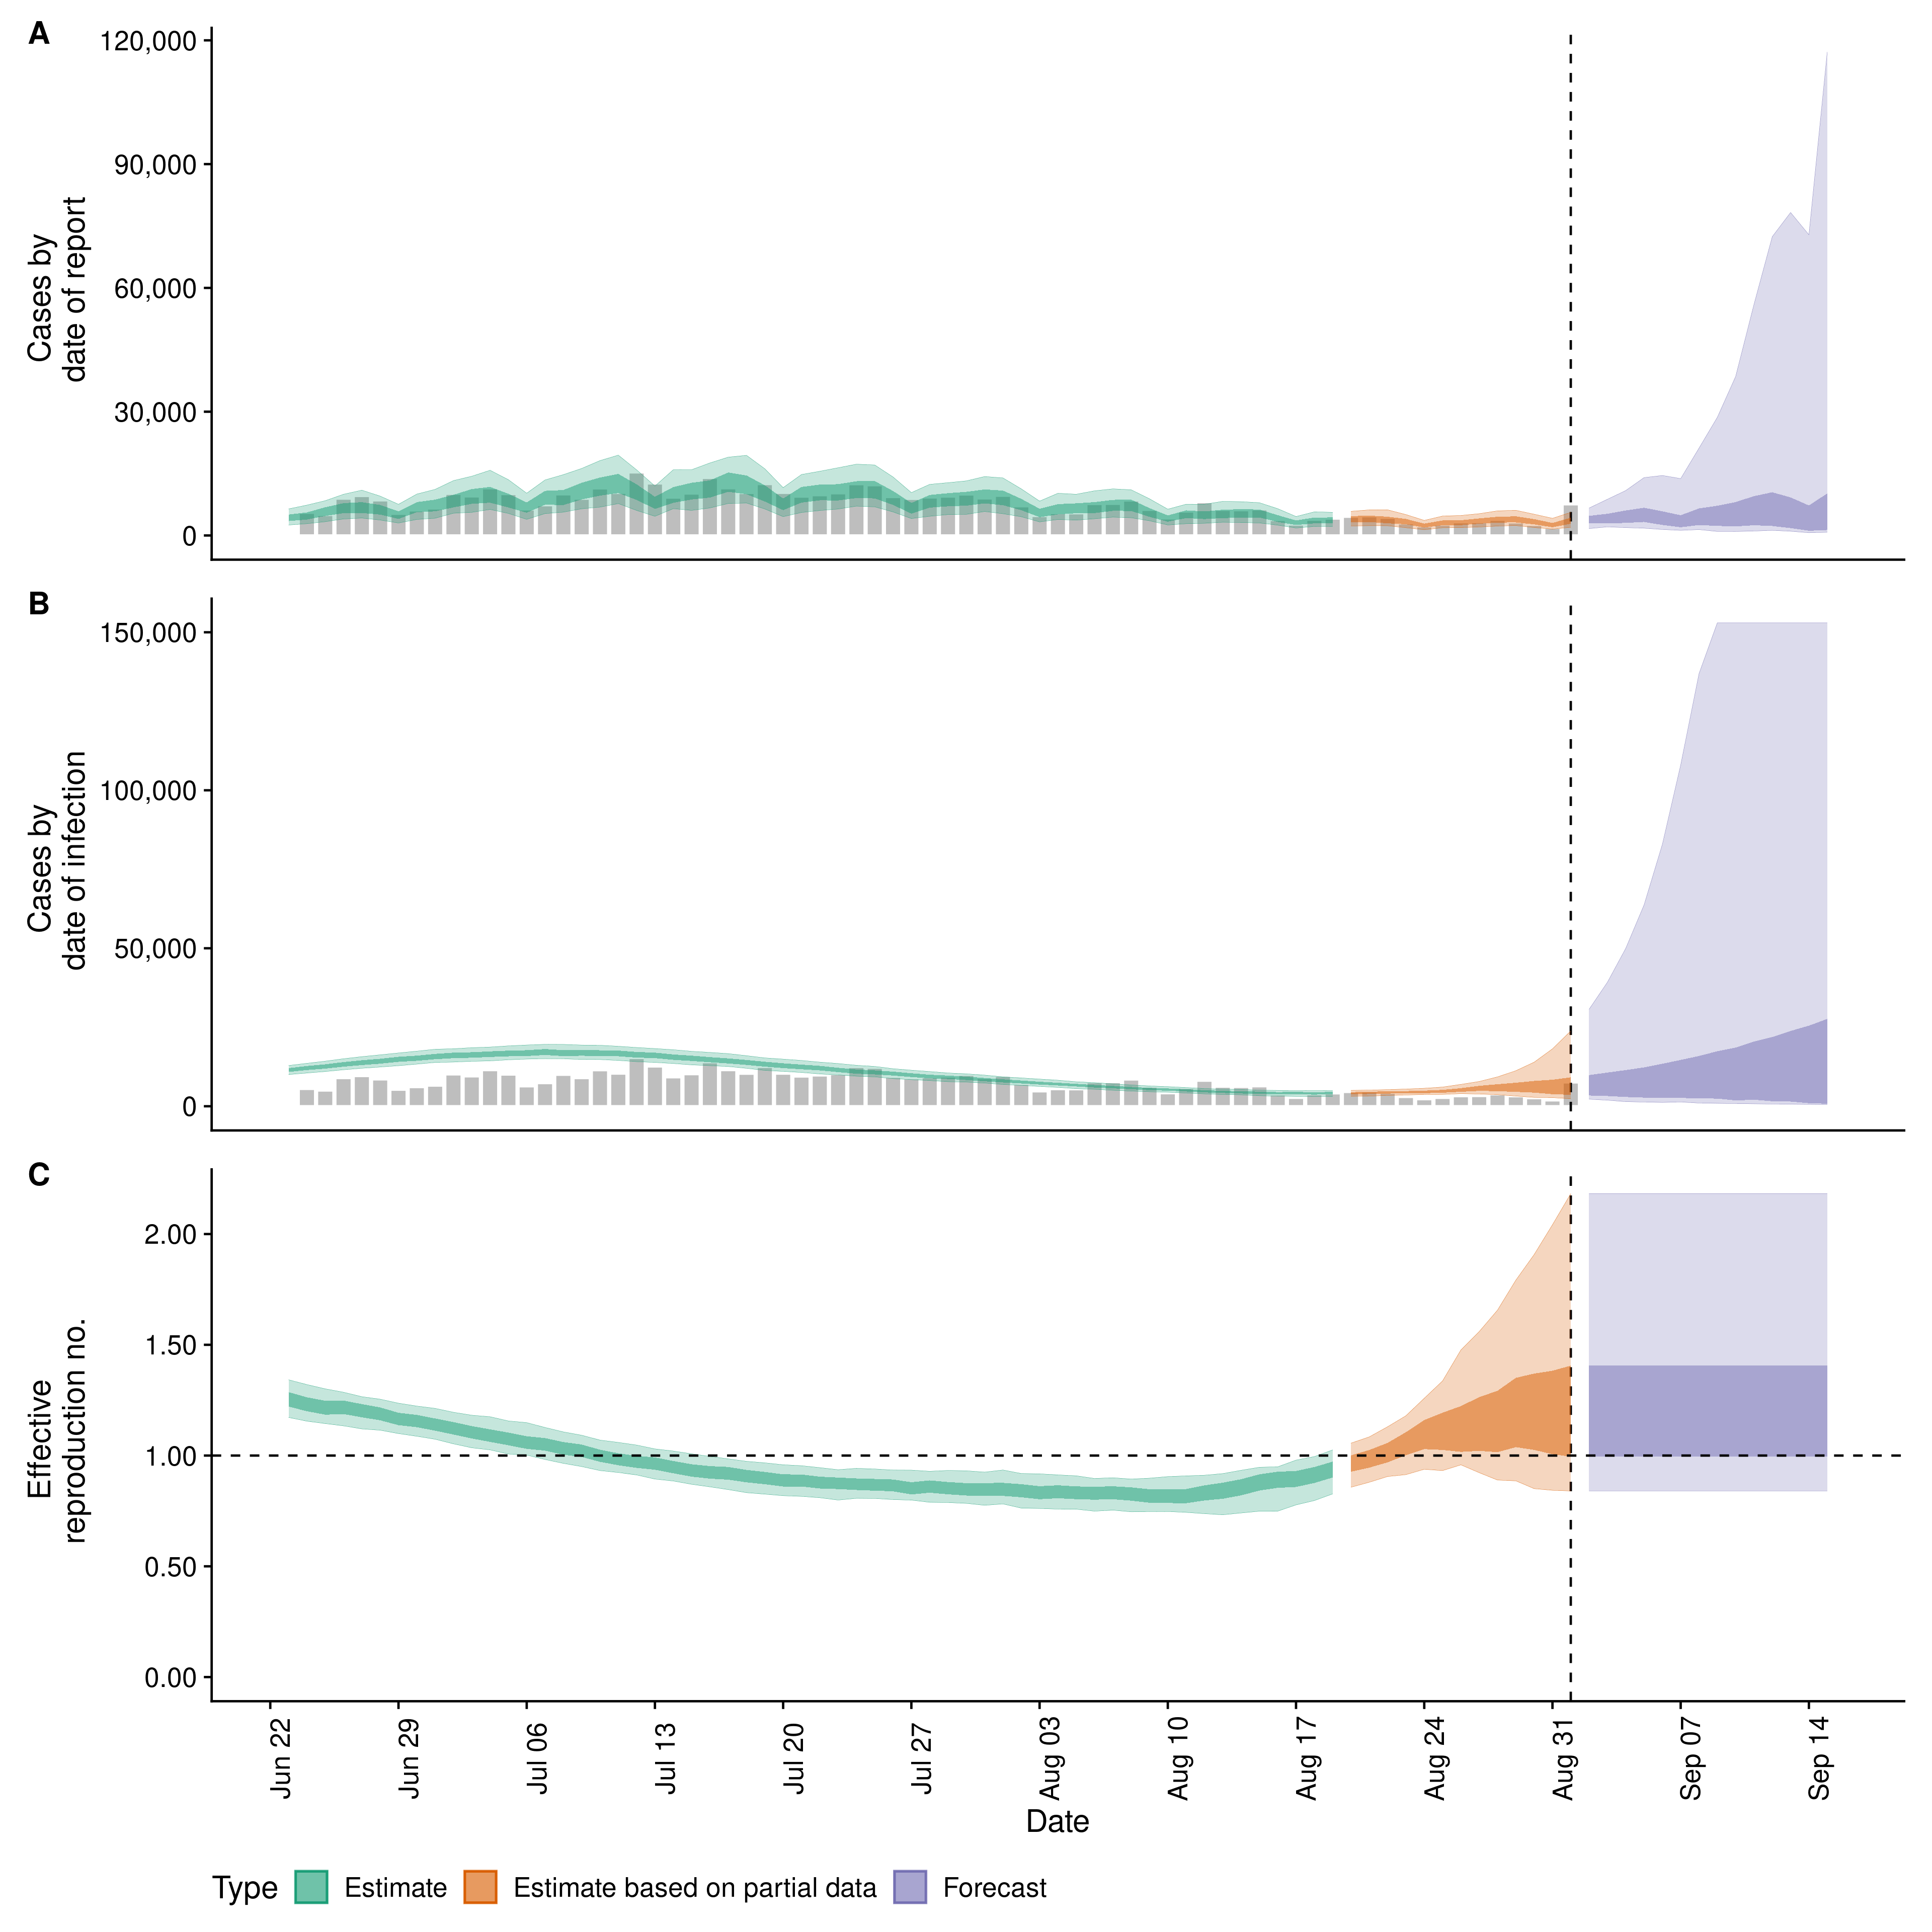 A
120,000
90,000
60,000
30,000
0
Cases by
date of report
B
150,000
100,000
50,000
0
Cases by
date of infection
C
2.00
1.50
1.00
0.50
0.00
Effective
reproduction no.
Jun 22
Jun 29
Jul 06
Jul 13
Jul 20
Jul 27
Aug 03
Aug 10
Aug 17
Aug 24
Aug 31
Sep 07
Sep 14
Date
Type Estimate Estimate based on partial data Forecast